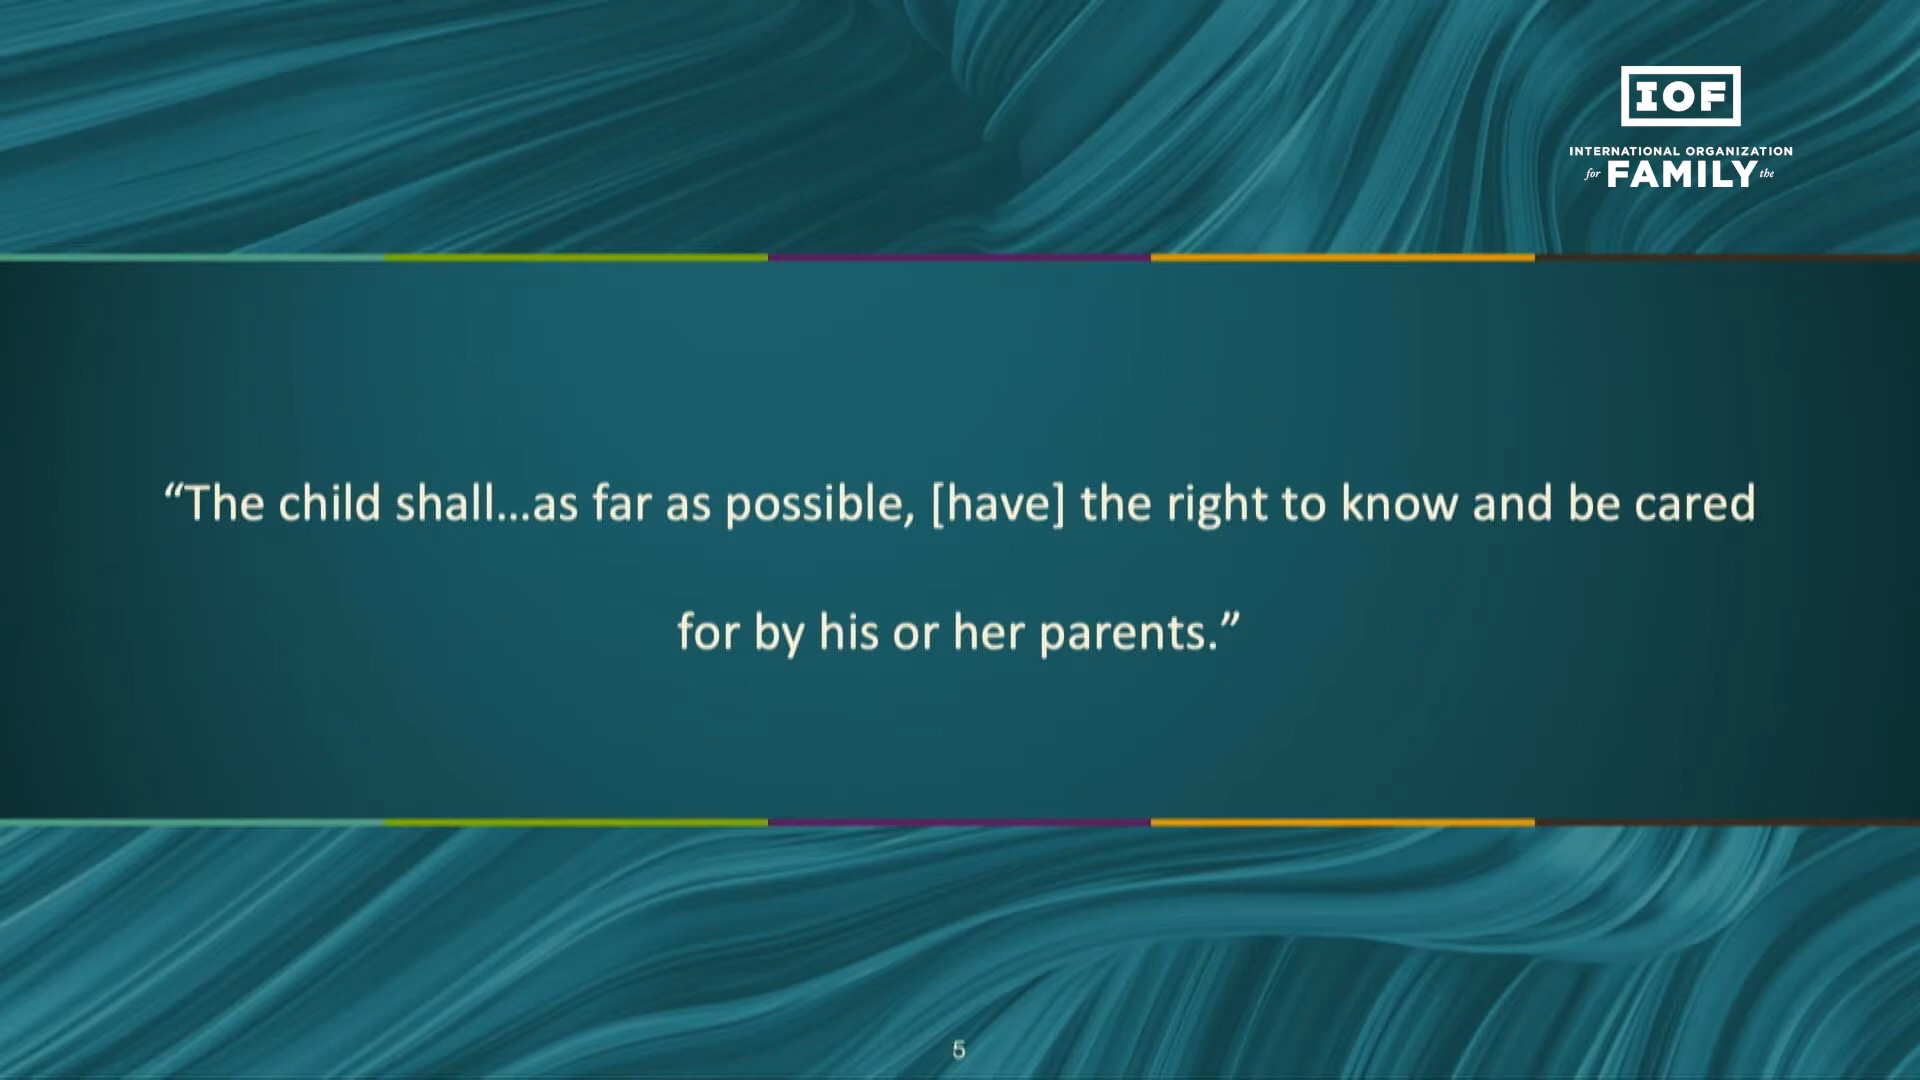 IOF
INTERNATIONAL ORGANIZATION
for FAMILY the
“The child shall...as far as possible, [have] the right to know and be cared
for by his or her parents.”
5